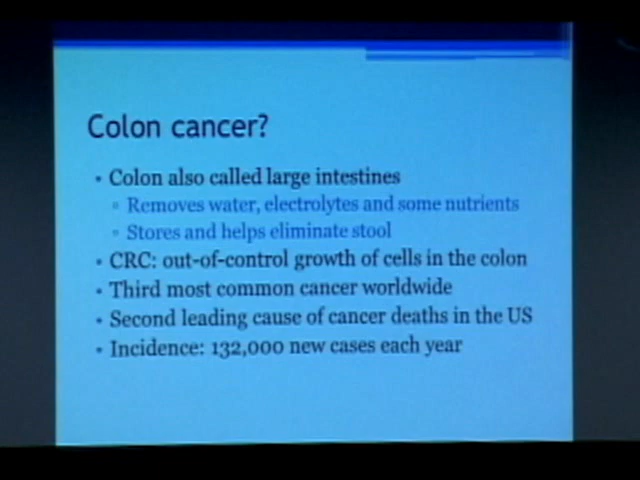 Colon cancer?
• Colon also called large intestines
▫ Removes water, electrolytes and some nutrients
▫ Stores and helps eliminate stool
• CRC: out-of-control growth of cells in the colon
• Third most common cancer worldwide
• Second leading cause of cancer deaths in the US
• Incidence: 132,000 new cases each year